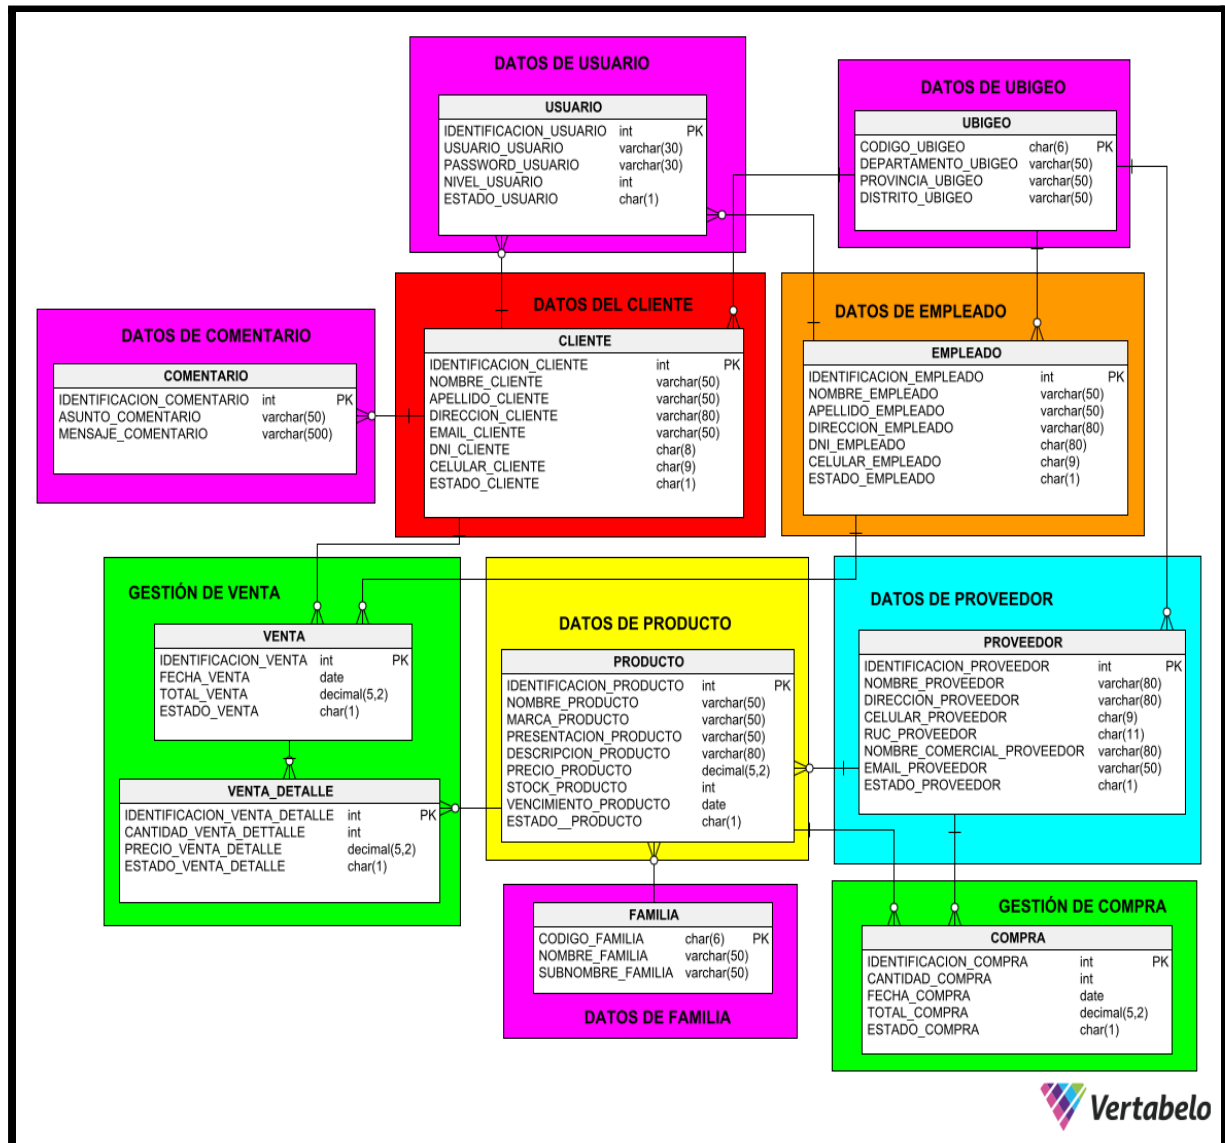 DATOS DE USUARIO
USUARIO
IDENTIFICACION_USUARIO int PK
USUARIO_USUARIO varchar(30)
PASSWORD_USUARIO varchar(30)
NIVEL_USUARIO int
ESTADO_USUARIO char(1)
DATOS DE UBIGEO
UBIGEO
CODIGO_UBIGEO char(6) PK
DEPARTAMENTO_UBIGEO varchar(50)
PROVINCIA_UBIGEO varchar(50)
DISTRITO_UBIGEO varchar(50)
DATOS DE COMENTARIO
COMENTARIO
IDENTIFICACION_COMENTARIO int PK
ASUNTO_COMENTARIO varchar(50)
MENSAJE_COMENTARIO varchar(500)
DATOS DEL CLIENTE
CLIENTE
IDENTIFICACION_CLIENTE int PK
NOMBRE_CLIENTE varchar(50)
APELLIDO_CLIENTE varchar(50)
DIRECCION_CLIENTE varchar(80)
EMAIL_CLIENTE varchar(50)
DNI_CLIENTE char(8)
CELULAR_CLIENTE char(9)
ESTADO_CLIENTE char(1)
DATOS DE EMPLEADO
EMPLEADO
IDENTIFICACION_EMPLEADO int PK
NOMBRE_EMPLEADO varchar(50)
APELLIDO_EMPLEADO varchar(50)
DIRECCION_EMPLEADO varchar(80)
DNI_EMPLEADO char(80)
CELULAR_EMPLEADO char(9)
ESTADO_EMPLEADO char(1)
GESTIÓN DE VENTA
VENTA
IDENTIFICACION_VENTA int PK
FECHA_VENTA date
TOTAL_VENTA decimal(5,2)
ESTADO_VENTA char(1)
VENTA_DETALLE
IDENTIFICACION_VENTA_DETALLE int PK
CANTIDAD_VENTA_DETTALLE int
PRECIO_VENTA_DETALLE decimal(5,2)
ESTADO_VENTA_DETALLE char(1)
DATOS DE PRODUCTO
PRODUCTO
IDENTIFICACION_PRODUCTO int PK
NOMBRE_PRODUCTO varchar(50)
MARCA_PRODUCTO varchar(50)
PRESENTACION_PRODUCTO varchar(50)
DESCRIPCION_PRODUCTO varchar(80)
PRECIO_PRODUCTO decimal(5,2)
STOCK_PRODUCTO int
VENCIMIENTO_PRODUCTO date
ESTADO__PRODUCTO char(1)
DATOS DE PROVEEDOR
PROVEEDOR
IDENTIFICACION_PROVEEDOR int PK
NOMBRE_PROVEEDOR varchar(80)
DIRECCION_PROVEEDOR varchar(80)
CELULAR_PROVEEDOR char(9)
RUC_PROVEEDOR char(11)
NOMBRE_COMERCIAL_PROVEEDOR varchar(80)
EMAIL_PROVEEDOR varchar(50)
ESTADO_PROVEEDOR char(1)
FAMILIA
CODIGO_FAMILIA char(6) PK
NOMBRE_FAMILIA varchar(50)
SUBNOMBRE_FAMILIA varchar(50)
DATOS DE FAMILIA
GESTIÓN DE COMPRA
COMPRA
IDENTIFICACION_COMPRA int PK
CANTIDAD_COMPRA int
FECHA_COMPRA date
TOTAL_COMPRA decimal(5,2)
ESTADO_COMPRA char(1)
Vertabelo